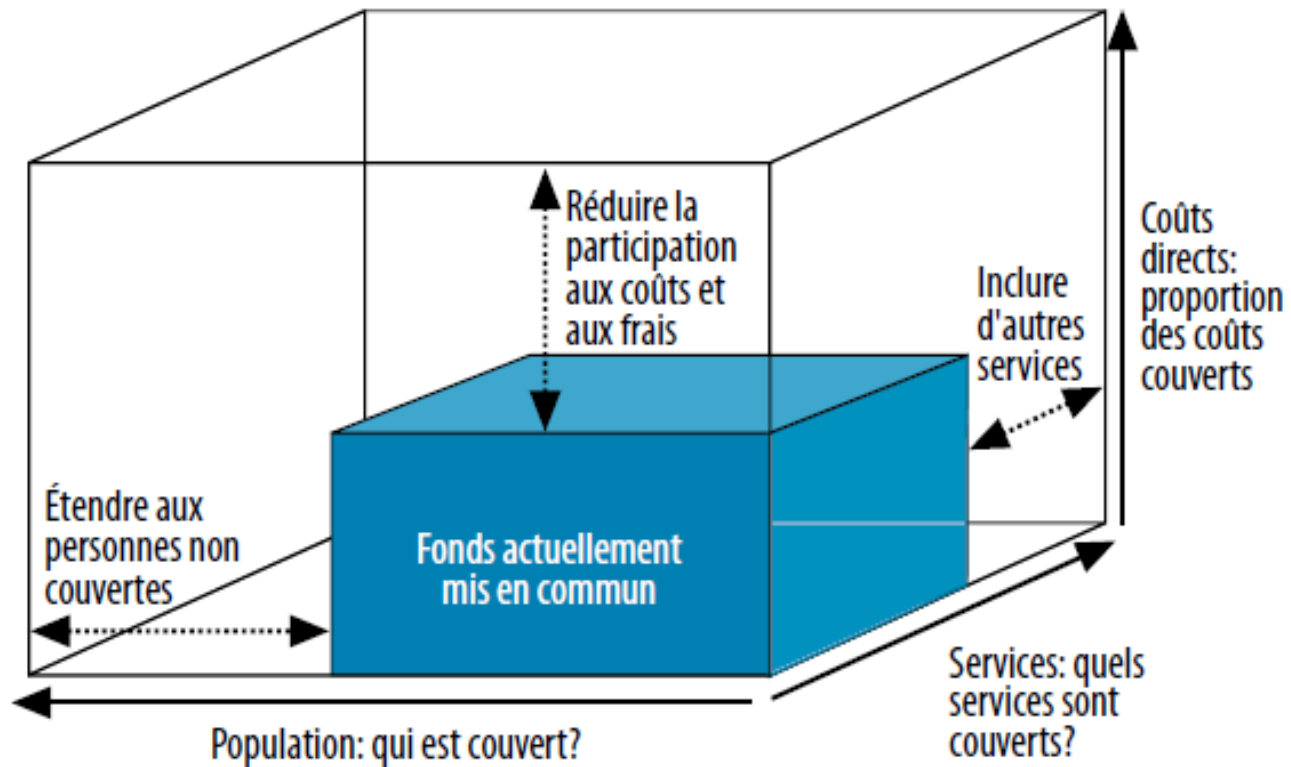 Réduire la
participation
aux coûts et
aux frais
Inclure
d'autres
services
Coûts
directs:
proportion
des coûts
couverts
Étendre aux
personnes non
couvertes
Fonds actuellement
mis en commun
Services: quels
services sont
couverts?
Population: qui est couvert?